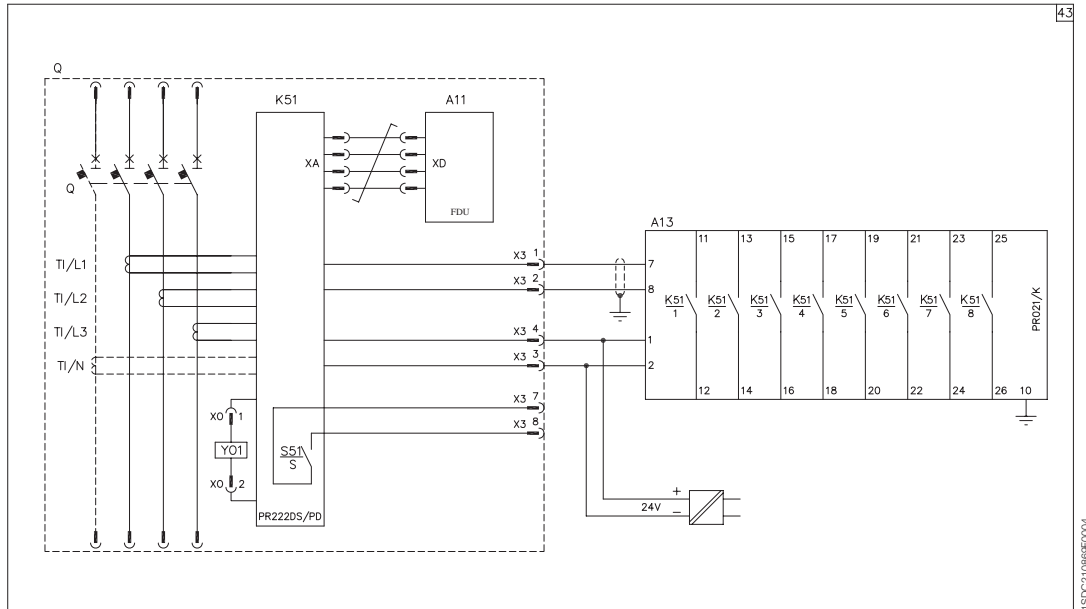 43
Q
K51
A11
XA
XD
FDU
Q
TI/L1
TI/L2
TI/L3
TI/N
X3 1
X3 2
X3 4
X3 3
X3 7
X3 8
X0 1
Y01
X0 2
S51
S
PR222DS/PD
A13
11 13 15 17 19 21 23 25
7
8
1
2
K51 K51 K51 K51 K51 K51 K51 K51
1 2 3 4 5 6 7 8
PR021/K
12 14 16 18 20 22 24 26 10
+
24V
−
1SDC210869F0004